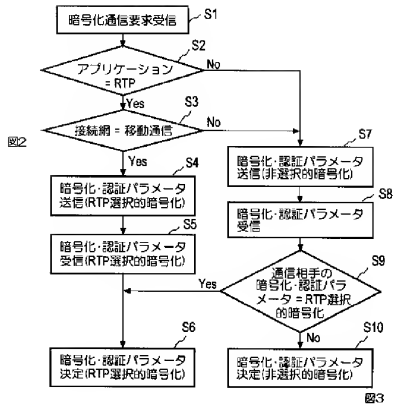 暗号化通信要求受信
S1
S2
アプリケーション
=RTP
No
Yes
S3
接続網=移動通信
No
図2
Yes
S4
暗号化・認証パラメータ
送信(RTP選択的暗号化)
S5
暗号化・認証パラメータ
受信(RTP選択的暗号化)
S7
暗号化・認証パラメータ
送信(非選択的暗号化)
S8
暗号化・認証パラメータ
受信
S9
通信相手の
暗号化・認証パラ
メータ=RTP選択
的暗号化
Yes
No
S6
暗号化・認証パラメータ
決定(RTP選択的暗号化)
S10
暗号化・認証パラメータ
決定(非選択的暗号化)
図3